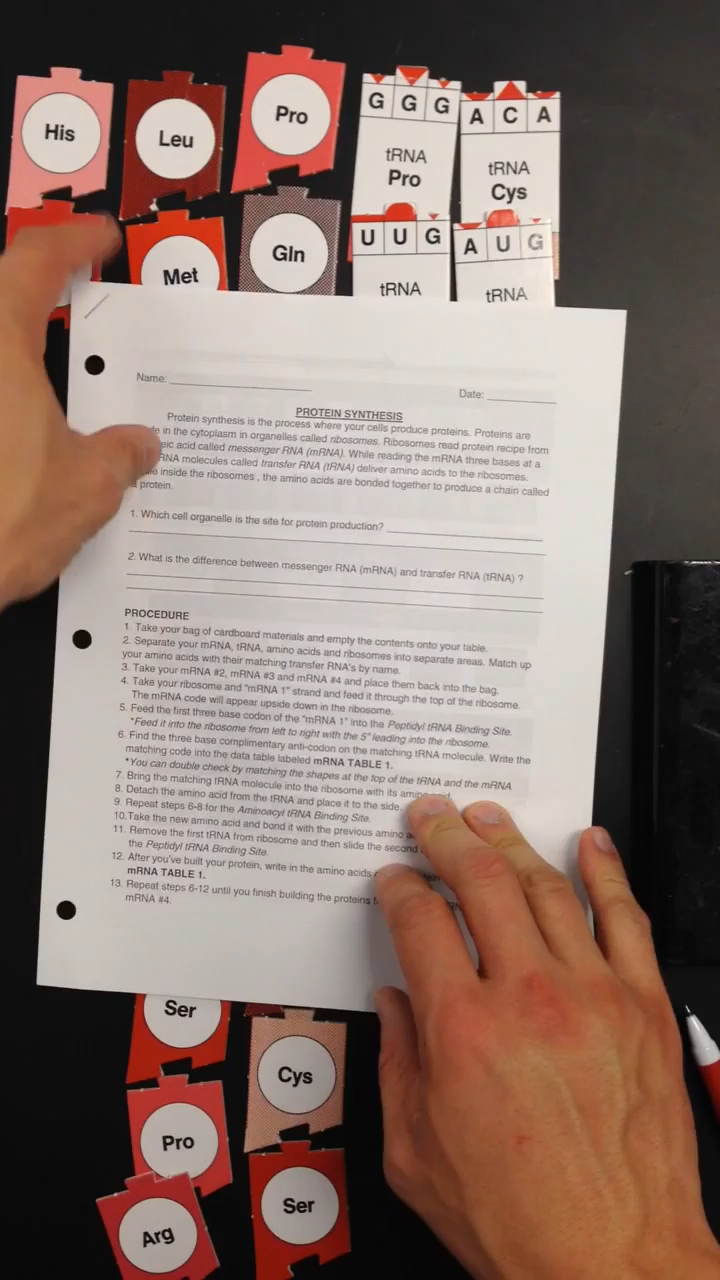 His
Leu
Pro
G G G
A C A
tRNA
Pro
tRNA
Cys
Met
Gln
U U G
A U G
tRNA
tRNA
Name:
Date:
PROTEIN SYNTHESIS
Protein synthesis is the process where your cells produce proteins. Proteins are
in the cytoplasm in organelles called ribosomes. Ribosomes read protein recipe from
acid called messenger RNA (mRNA). While reading the mRNA three bases at a
RNA molecules called transfer RNA (tRNA) deliver amino acids to the ribosomes.
inside the ribosomes , the amino acids are bonded together to produce a chain called
a protein.
1. Which cell organelle is the site for protein production?
2. What is the difference between messenger RNA (mRNA) and transfer RNA (tRNA) ?
PROCEDURE
1. Take your bag of cardboard materials and empty the contents onto your table.
2. Separate your mRNA, tRNA, amino acids and ribosomes into separate areas. Match up
your amino acids with their matching transfer RNA's by name.
3. Take your mRNA #2, mRNA #3 and mRNA #4 and place them back into the bag.
4. Take your ribosome and "mRNA 1" strand and feed it through the top of the ribosome.
The mRNA code will appear upside down in the ribosome.
5. Feed the first three base codon of the "mRNA 1" into the Peptidyl tRNA Binding Site.
*Feed it into the ribosome from left to right with the 5" leading into the ribosome.
6. Find the three base complimentary anti-codon on the matching tRNA molecule. Write the
matching code into the data table labeled mRNA TABLE 1.
*You can double check by matching the shapes at the top of the tRNA and the mRNA
7. Bring the matching tRNA molecule into the ribosome with its amino
8. Detach the amino acid from the tRNA and place it to the side.
9. Repeat steps 6-8 for the Aminoacyl tRNA Binding Site.
10.Take the new amino acid and bond it with the previous amino
11. Remove the first tRNA from ribosome and then slide the second
the Peptidyl tRNA Binding Site.
12. After you've built your protein, write in the amino acids
mRNA TABLE 1.
13. Repeat steps 6-12 until you finish building the proteins
mRNA #4.
Ser
Cys
Pro
Arg
Ser